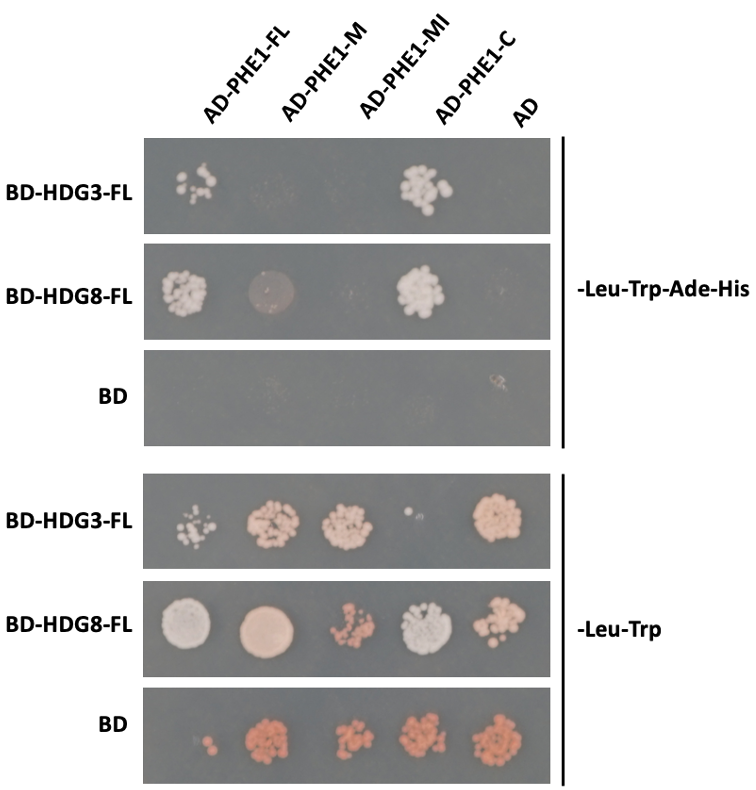 AD-PHE1-FL
AD-PHE1-M
AD-PHE1-MI
AD-PHE1-C
AD
BD-HDG3-FL
BD-HDG8-FL
-Leu-Trp-Ade-His
BD
BD-HDG3-FL
BD-HDG8-FL
-Leu-Trp
BD